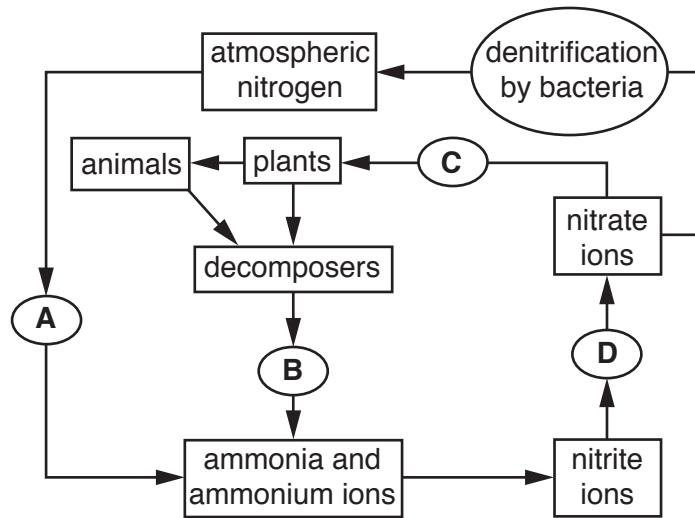 atmospheric
nitrogen
denitrification
by bacteria
animals
plants
C
nitrate
ions
decomposers
A
B
D
ammonia and
ammonium ions
nitrite
ions